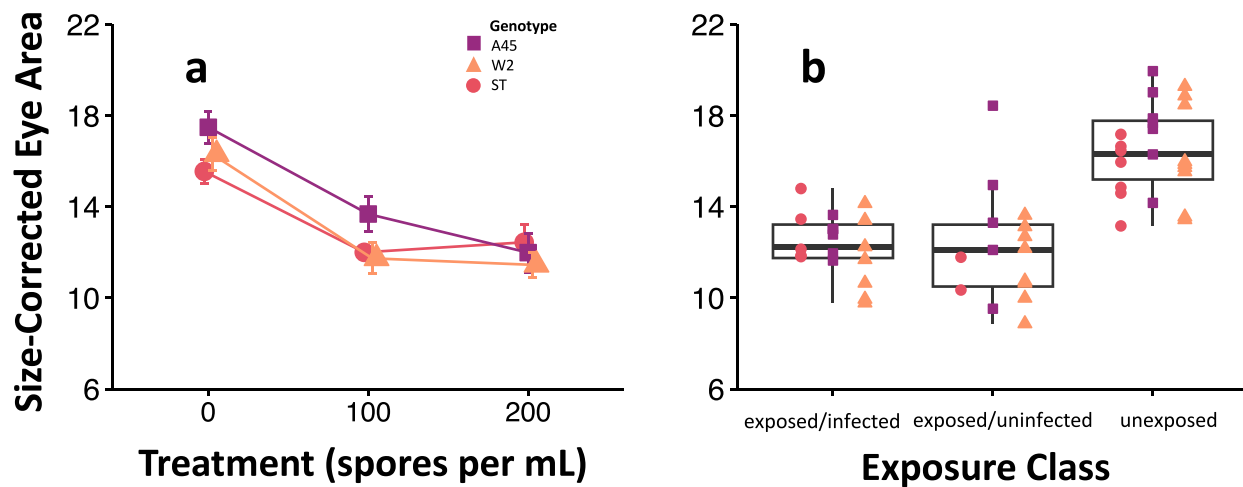 Size-Corrected Eye Area
22
18
14
10
6
a
Genotype
A45
W2
ST
0
100
200
Treatment (spores per mL)
22
18
14
10
6
b
exposed/infected
exposed/uninfected
unexposed
Exposure Class